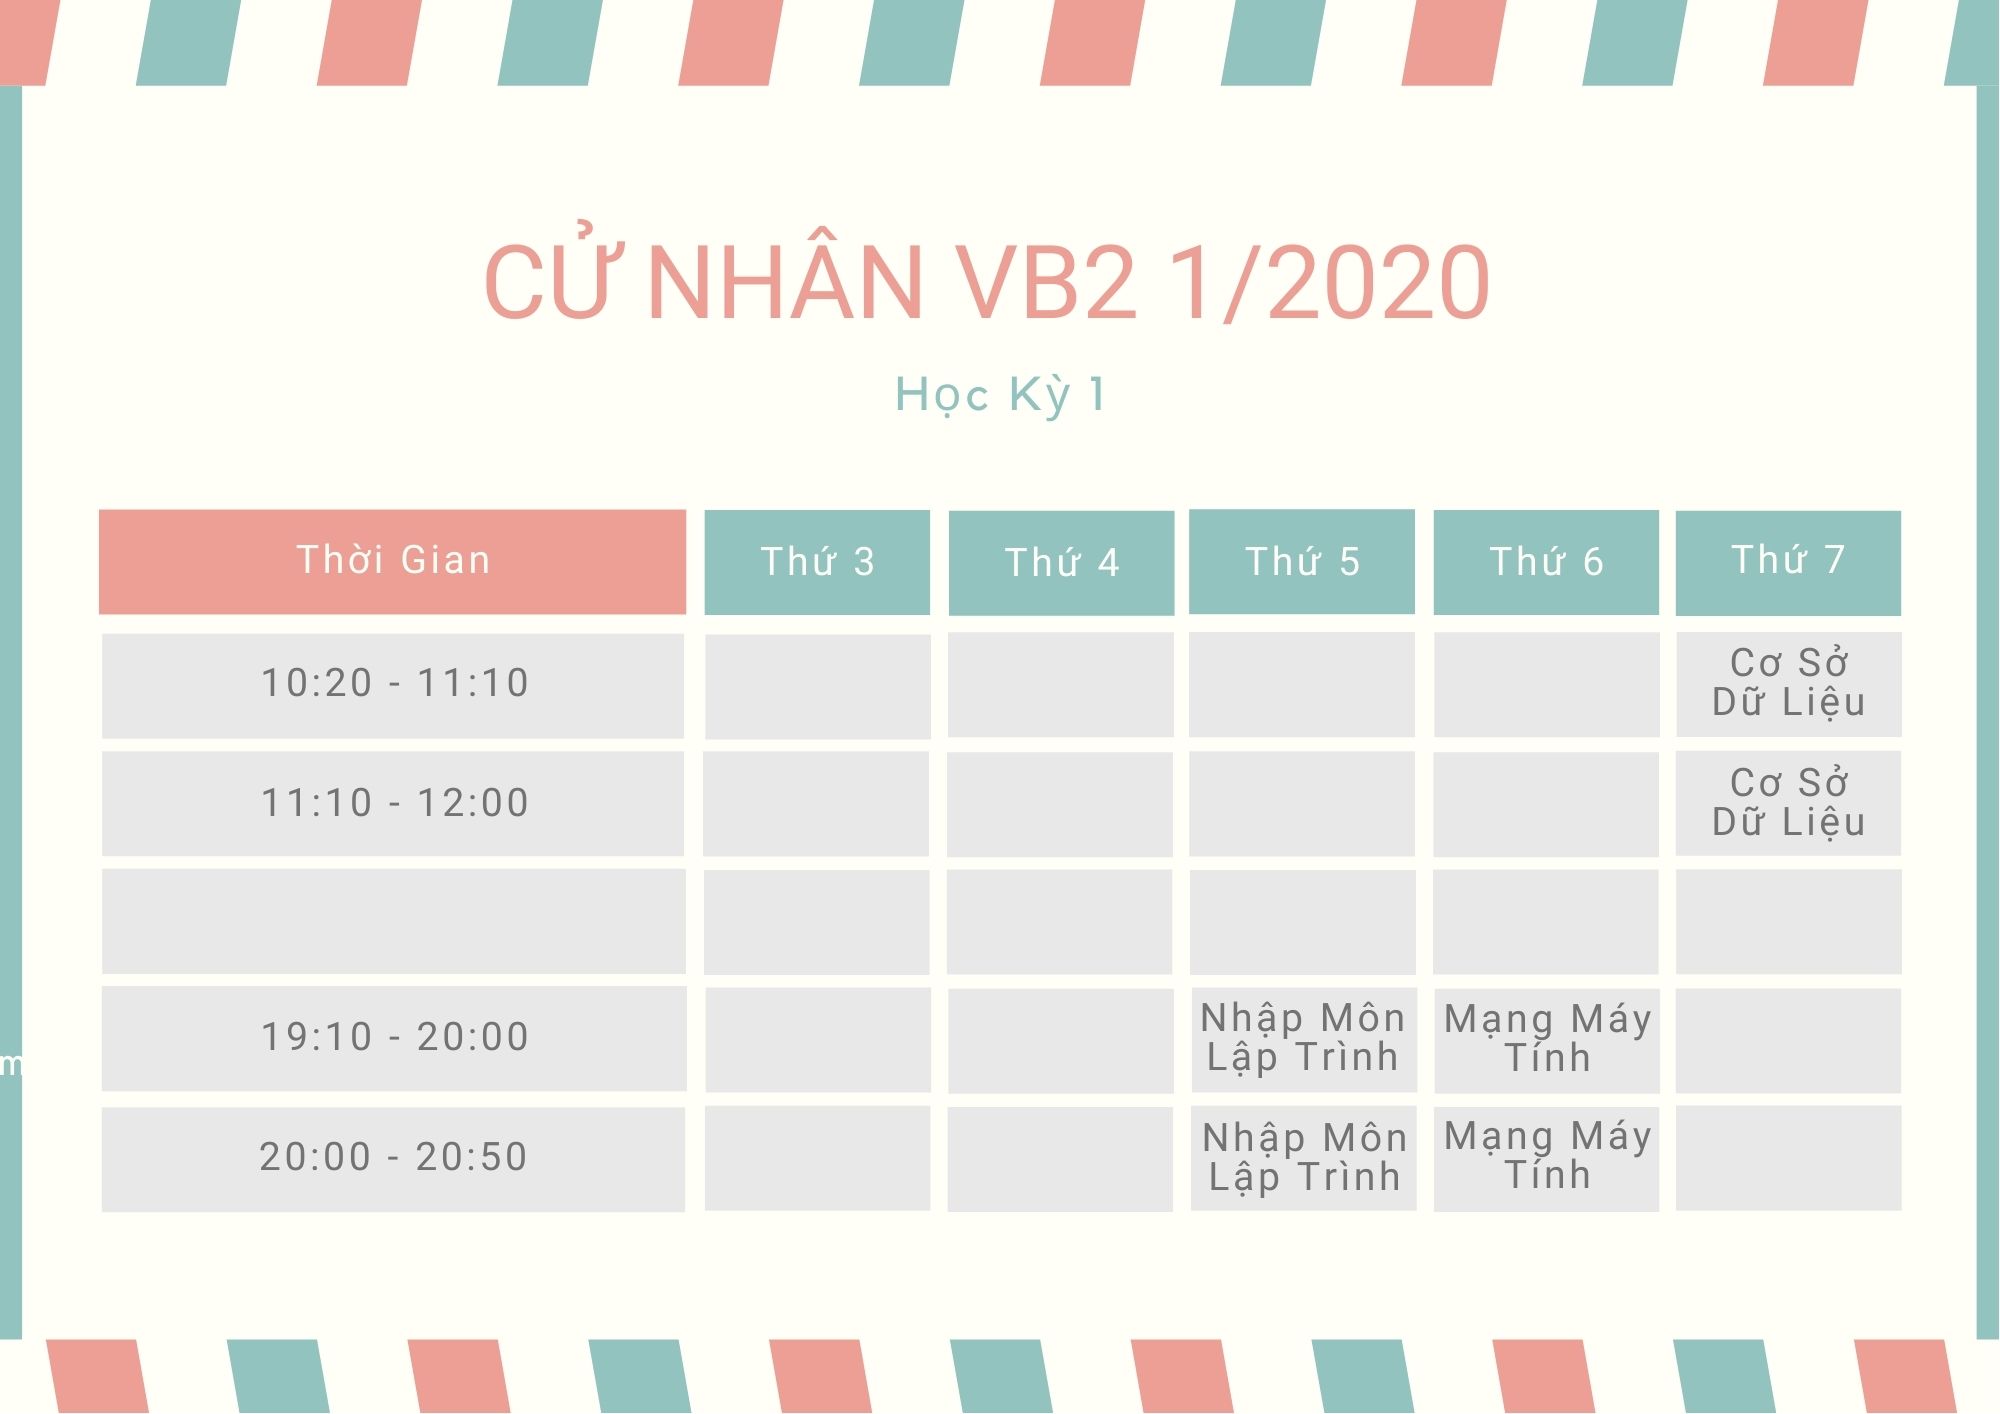 CỬ NHÂN VB2 1/2020
Học Kỳ 1
Thời Gian
Thứ 3
Thứ 4
Thứ 5
Thứ 6
Thứ 7
10:20 - 11:10
Cơ Sở
Dữ Liệu
11:10 - 12:00
Cơ Sở
Dữ Liệu
19:10 - 20:00
Nhập Môn
Lập Trình
Mạng Máy
Tính
m
20:00 - 20:50
Nhập Môn
Lập Trình
Mạng Máy
Tính